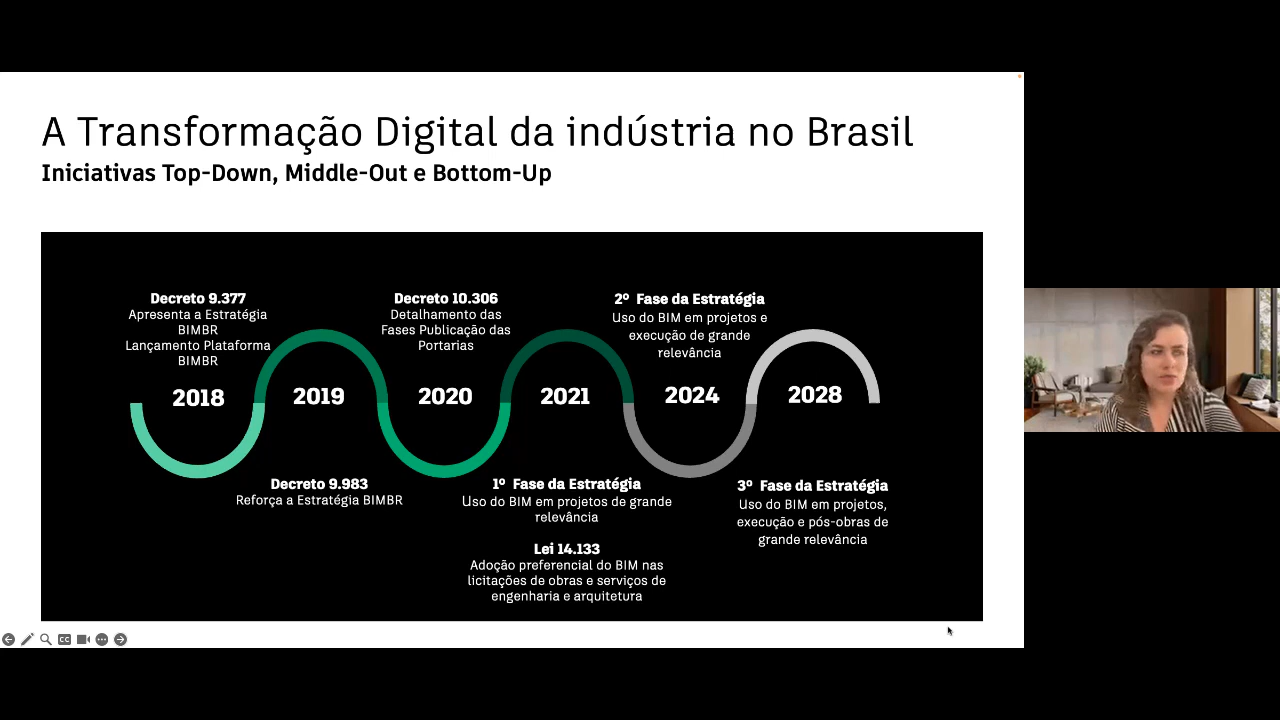 A Transformação Digital da indústria no Brasil
Iniciativas Top-Down, Middle-Out e Bottom-Up
Decreto 9.377
Apresenta a Estratégia
BIMBR
Lançamento Plataforma
BIMBR
2018
2019
Decreto 9.983
Reforça a Estratégia BIMBR
Decreto 10.306
Detalhamento das
Fases Publicação das
Portarias
2020
2021
1º Fase da Estratégia
Uso do BIM em projetos de grande
relevância
Lei 14.133
Adoção preferencial do BIM nas
licitações de obras e serviços de
engenharia e arquitetura
2º Fase da Estratégia
Uso do BIM em projetos e
execução de grande
relevância
2024
2028
3º Fase da Estratégia
Uso do BIM em projetos,
execução e pós-obras de
grande relevância
CC